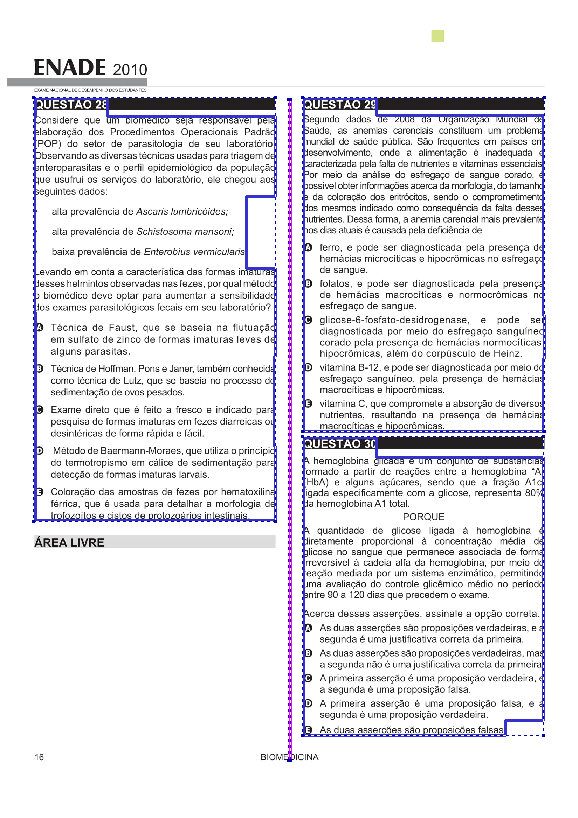 ENADE 2010
EXAME NACIONAL DE DESEMPENHO DOS ESTUDANTES
QUESTÃO 28
Considere que um biomédico seja responsável pela
elaboração dos Procedimentos Operacionais Padrão
(POP) do setor de parasitologia de seu laboratório.
Observando as diversas técnicas usadas para triagem de
enteroparasitas e o perfil epidemiológico da população
que usufrui os serviços do laboratório, ele chegou aos
seguintes dados:
alta prevalência de Ascaris lumbricóides;
alta prevalência de Schistosoma mansoni;
baixa prevalência de Enterobius vermicularis.
Levando em conta a característica das formas imaturas
desses helmintos observadas nas fezes, por qual método
o biomédico deve optar para aumentar a sensibilidade
dos exames parasitológicos fecais em seu laboratório?
A Técnica de Faust, que se baseia na flutuação
em sulfato de zinco de formas imaturas leves de
alguns parasitas.
B Técnica de Hoffman, Pons e Janer, também conhecida
como técnica de Lutz, que se baseia no processo de
sedimentação de ovos pesados.
C Exame direto que é feito a fresco e indicado para
pesquisa de formas imaturas em fezes diarreicas ou
desintéricas de forma rápida e fácil.
D Método de Baermann-Moraes, que utiliza o princípio
do termotropismo em cálice de sedimentação para
detecção de formas imaturas larvais.
E Coloração das amostras de fezes por hematoxilina
férrica, que é usada para detalhar a morfologia de
trofozoítos e cistos de protozoários intestinais.
ÁREA LIVRE
QUESTÃO 29
Segundo dados de 2008 da Organização Mundial de
Saúde, as anemias carenciais constituem um problema
mundial de saúde pública. São frequentes em países em
desenvolvimento, onde a alimentação é inadequada e
caracterizada pela falta de nutrientes e vitaminas essenciais.
Por meio da análise do esfregaço de sangue corado, é
possível obter informações acerca da morfologia, do tamanho
e da coloração dos eritrócitos, sendo o comprometimento
dos mesmos indicado como consequência da falta desses
nutrientes. Dessa forma, a anemia carencial mais prevalente
nos dias atuais é causada pela deficiência de
A ferro, e pode ser diagnosticada pela presença de
hemácias microcíticas e hipocrômicas no esfregaço
de sangue.
B folatos, e pode ser diagnosticada pela presença
de hemácias macrocíticas e normocrômicas no
esfregaço de sangue.
C glicose-6-fosfato-desidrogenase, e pode ser
diagnosticada por meio do esfregaço sanguíneo
corado pela presença de hemácias normocíticas,
hipocrômicas, além do corpúsculo de Heinz.
D vitamina B-12, e pode ser diagnosticada por meio do
esfregaço sanguíneo, pela presença de hemácias
macrocíticas e hipocrômicas.
E vitamina C, que compromete a absorção de diversos
nutrientes, resultando na presença de hemácias
macrocíticas e hipocrômicas.
QUESTÃO 30
A hemoglobina glicada é um conjunto de substâncias
formado a partir de reações entre a hemoglobina "A"
(HbA) e alguns açúcares, sendo que a fração A1c,
ligada especificamente com a glicose, representa 80%
da hemoglobina A1 total.
PORQUE
A quantidade de glicose ligada à hemoglobina é
diretamente proporcional à concentração média de
glicose no sangue que permanece associada de forma
irreversível à cadeia alfa da hemoglobina, por meio de
reação mediada por um sistema enzimático, permitindo
uma avaliação do controle glicêmico médio no período
entre 90 a 120 dias que precedem o exame.
Acerca dessas asserções, assinale a opção correta.
A As duas asserções são proposições verdadeiras, e a
segunda é uma justificativa correta da primeira.
B As duas asserções são proposições verdadeiras, mas
a segunda não é uma justificativa correta da primeira.
C A primeira asserção é uma proposição verdadeira, e
a segunda é uma proposição falsa.
D A primeira asserção é uma proposição falsa, e a
segunda é uma proposição verdadeira.
E As duas asserções são proposições falsas.
16
BIOMEDICINA